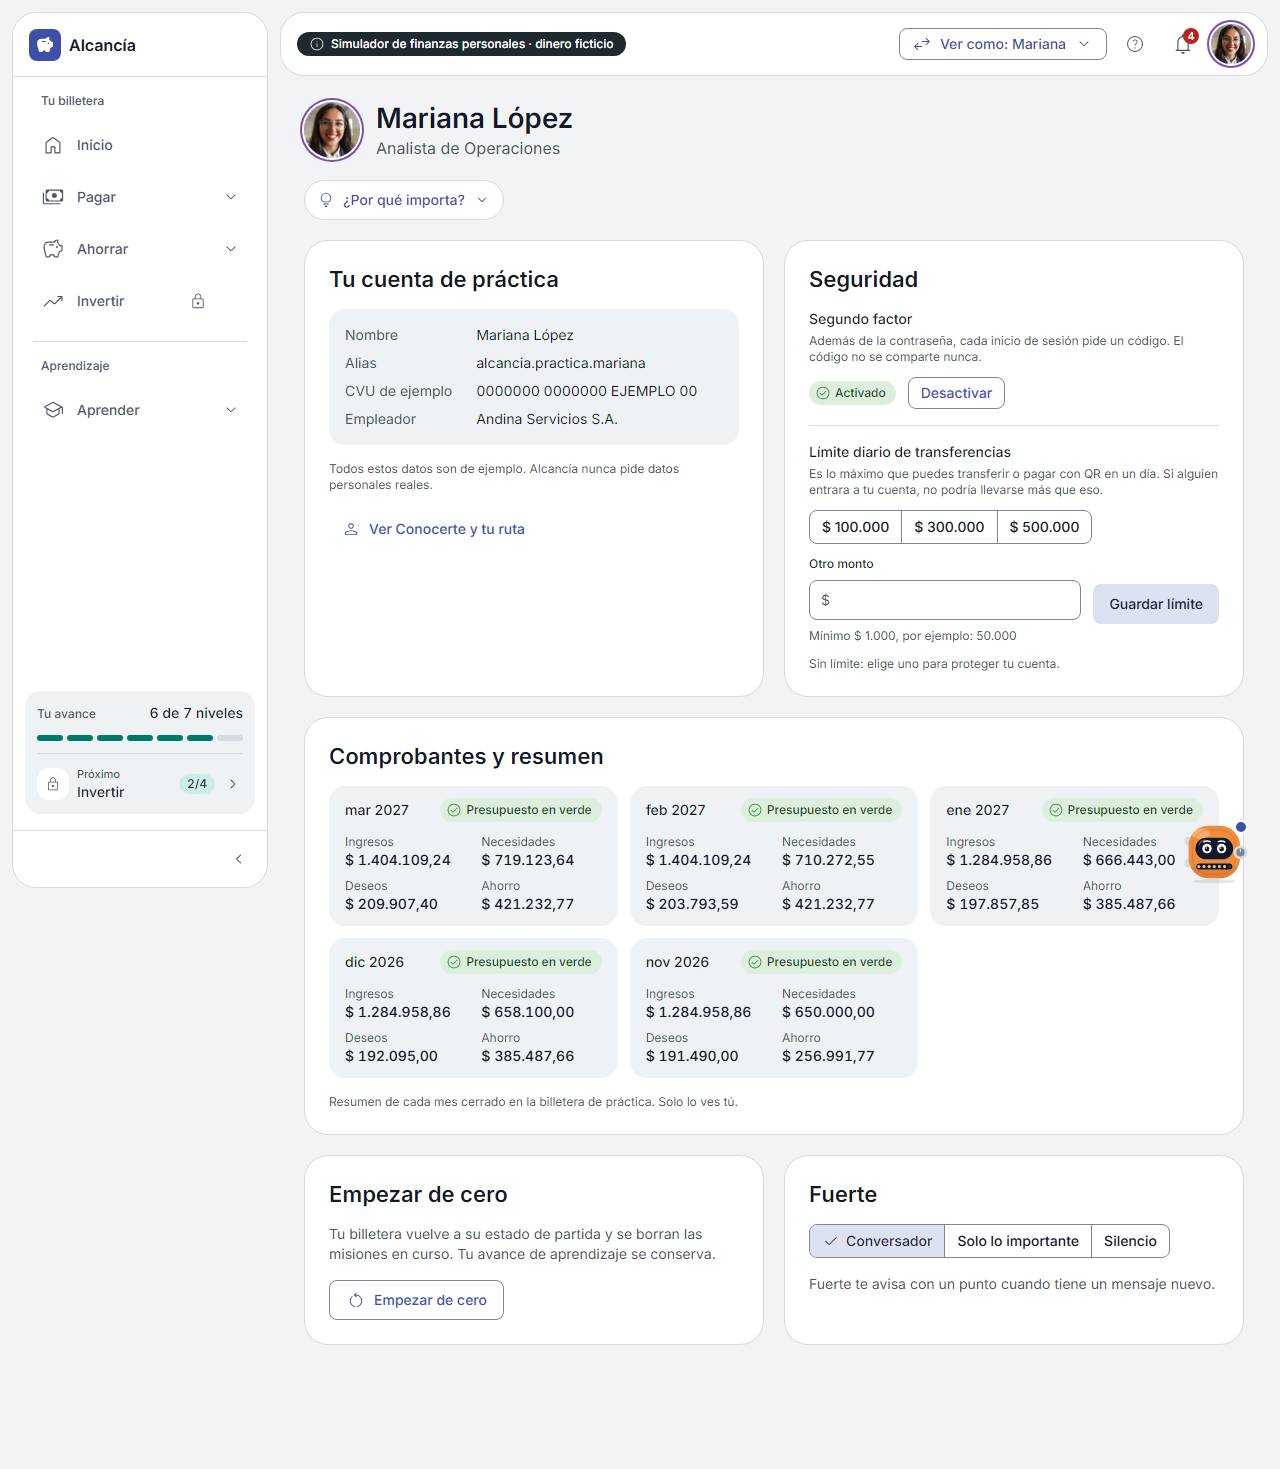 Alcancía
Simulador de finanzas personales · dinero ficticio
Ver como: Mariana
4
Tu billetera
Inicio
Pagar
Ahorrar
Invertir
Aprendizaje
Aprender
Tu avance
6 de 7 niveles
Próximo
Invertir
2/4
Mariana López
Analista de Operaciones
¿Por qué importa?
Tu cuenta de práctica
Nombre Mariana López
Alias alcancia.practica.mariana
CVU de ejemplo 0000000 0000000 EJEMPLO 00
Empleador Andina Servicios S.A.
Todos estos datos son de ejemplo. Alcancía nunca pide datos
personales reales.
Ver Conocerte y tu ruta
Seguridad
Segundo factor
Además de la contraseña, cada inicio de sesión pide un código. El
código no se comparte nunca.
Activado
Desactivar
Límite diario de transferencias
Es lo máximo que puedes transferir o pagar con QR en un día. Si alguien
entrara a tu cuenta, no podría llevarse más que eso.
$ 100.000 $ 300.000 $ 500.000
Otro monto
$
Guardar límite
Mínimo $ 1.000, por ejemplo: 50.000
Sin límite: elige uno para proteger tu cuenta.
Comprobantes y resumen
mar 2027 Presupuesto en verde
Ingresos Necesidades
$ 1.404.109,24 $ 719.123,64
Deseos Ahorro
$ 209.907,40 $ 421.232,77
feb 2027 Presupuesto en verde
Ingresos Necesidades
$ 1.404.109,24 $ 710.272,55
Deseos Ahorro
$ 203.793,59 $ 421.232,77
ene 2027 Presupuesto en verde
Ingresos Necesidades
$ 1.284.958,86 $ 666.443,00
Deseos Ahorro
$ 197.857,85 $ 385.487,66
dic 2026 Presupuesto en verde
Ingresos Necesidades
$ 1.284.958,86 $ 658.100,00
Deseos Ahorro
$ 192.095,00 $ 385.487,66
nov 2026 Presupuesto en verde
Ingresos Necesidades
$ 1.284.958,86 $ 650.000,00
Deseos Ahorro
$ 191.490,00 $ 256.991,77
Resumen de cada mes cerrado en la billetera de práctica. Solo lo ves tú.
Empezar de cero
Tu billetera vuelve a su estado de partida y se borran las
misiones en curso. Tu avance de aprendizaje se conserva.
Empezar de cero
Fuerte
Conversador Solo lo importante Silencio
Fuerte te avisa con un punto cuando tiene un mensaje nuevo.